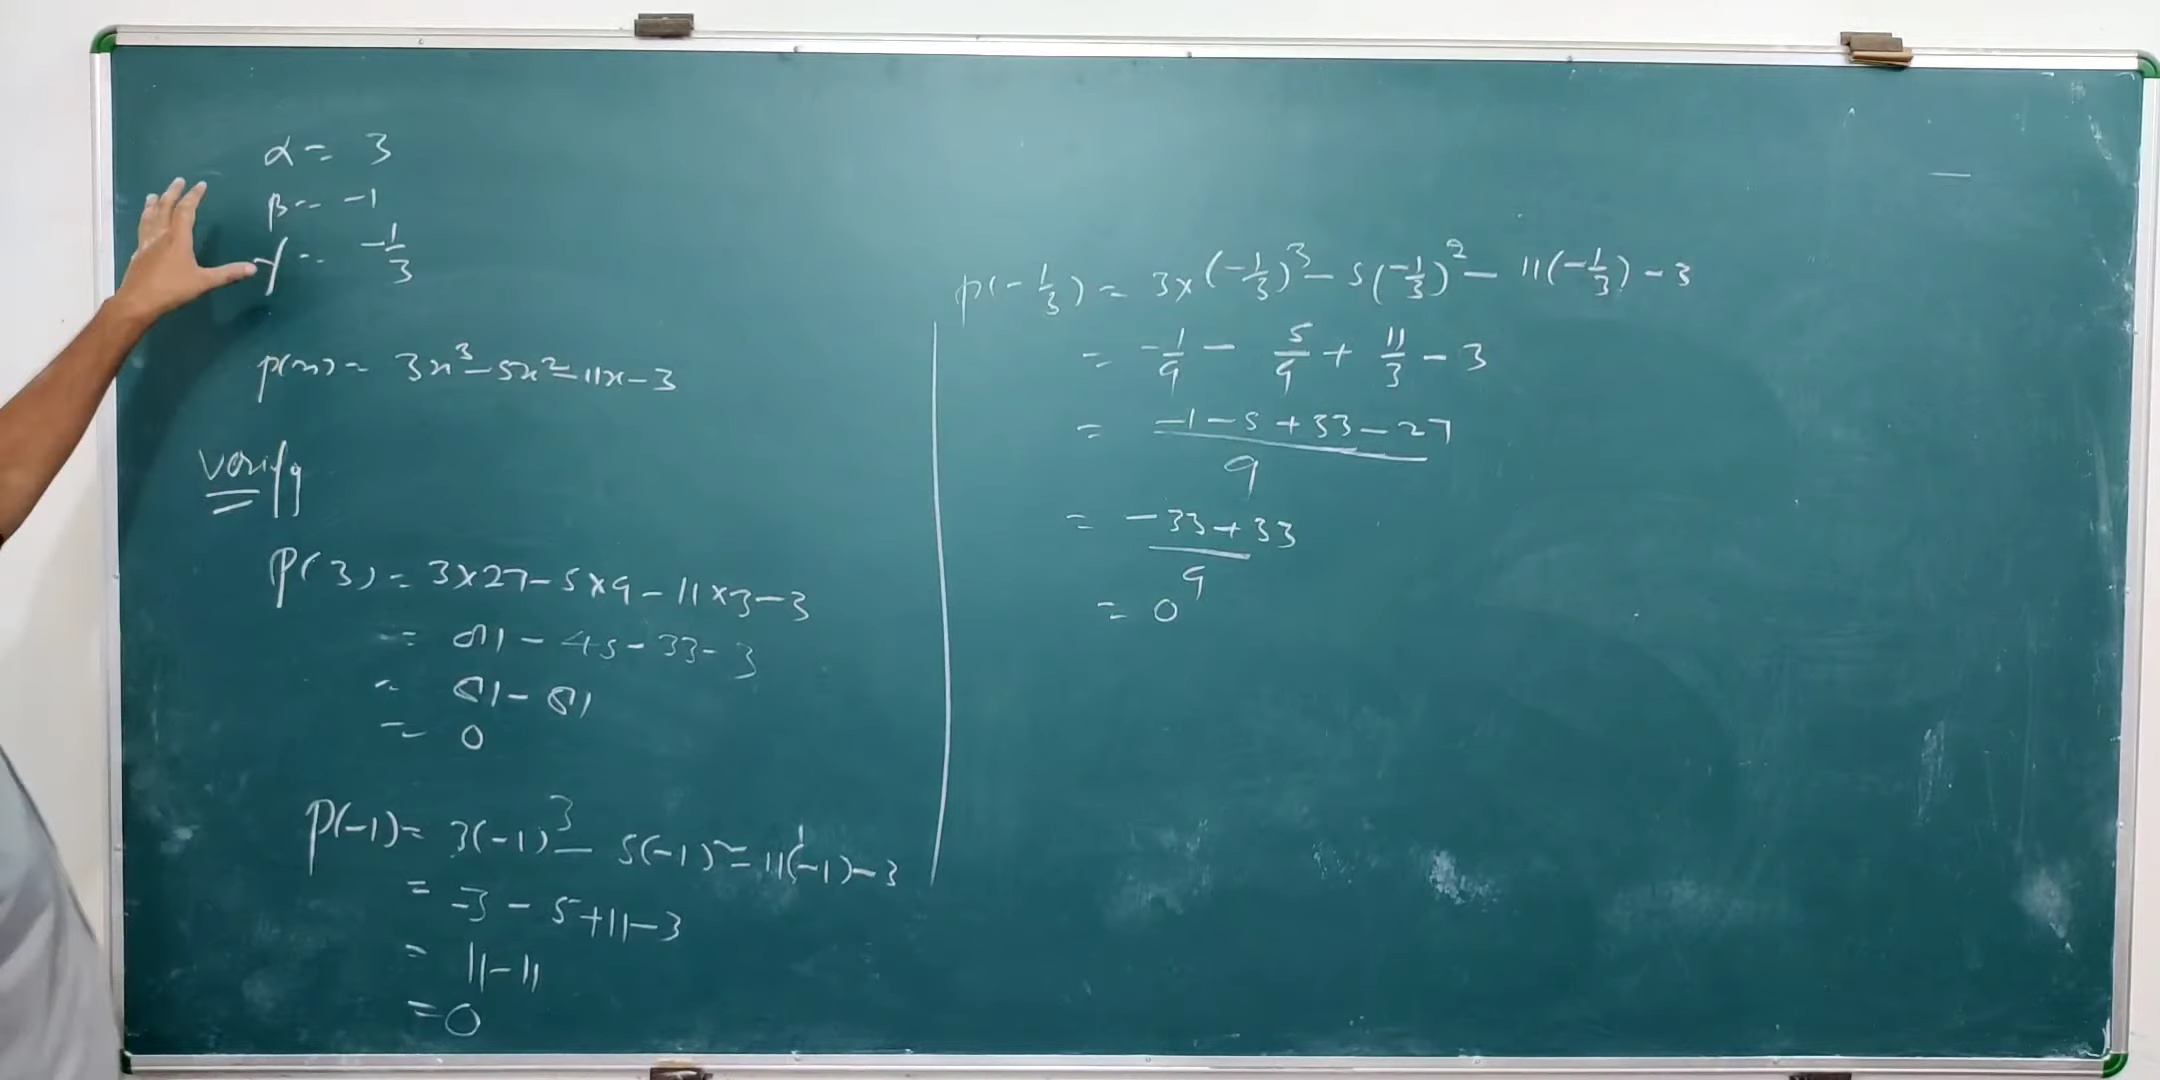 α = 3
β = -1
γ = -1/3
p(x) = 3x³ - 5x² - 11x - 3
verify
P(3) = 3×27 - 5×9 - 11×3 - 3
= 81 - 45 - 33 - 3
= 81 - 81
= 0
P(-1) = 3(-1)³ - 5(-1)² - 11(-1) - 3
= -3 - 5 + 11 - 3
= 11 - 11
= 0
p(-1/3) = 3×(-1/3)³ - 5(-1/3)² - 11(-1/3) - 3
= -1/9 - 5/9 + 11/3 - 3
= (-1 - 5 + 33 - 27)/9
= (-33 + 33)/9
= 0